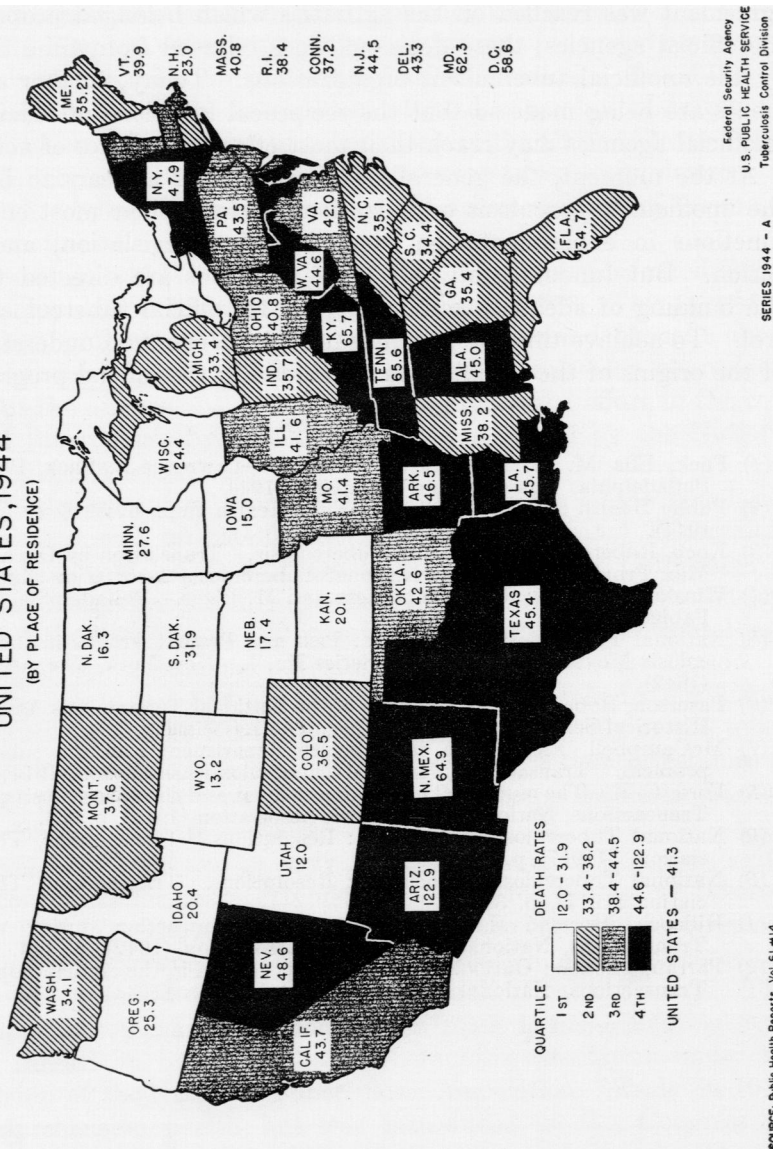 UNITED STATES, 1944
(BY PLACE OF RESIDENCE)
WASH.
34.1
OREG.
25.3
CALIF.
43.7
NEV.
48.6
IDAHO
20.4
MONT.
37.6
WYO.
13.2
UTAH
12.0
ARIZ.
122.9
COLO.
36.5
N. MEX.
64.9
N. DAK.
16.3
S. DAK.
31.9
NEB.
17.4
KAN.
20.1
OKLA.
42.6
TEXAS
45.4
MINN.
27.6
IOWA
15.0
MO.
41.4
ARK.
46.5
LA.
45.7
WISC.
24.4
ILL.
41.6
MICH.
33.4
IND.
35.7
OHIO
40.8
KY.
65.7
TENN.
65.6
MISS.
38.2
ALA.
45.0
GA.
35.4
FLA.
34.7
S.C.
34.4
N.C.
35.1
VA.
42.0
W. VA.
44.6
PA.
43.5
N.Y.
47.9
ME.
35.2
VT.
N.H.
23.0
MASS.
40.8
R.I.
38.4
CONN.
37.2
N.J.
44.5
DEL.
43.3
MD.
62.3
D.C.
58.6
QUARTILE DEATH RATES
1ST 12.0-31.9
2ND 33.4-38.2
3RD 38.4-44.5
4TH 44.6-122.9
UNITED STATES - 41.3
Federal Security Agency
U.S. PUBLIC HEALTH SERVICE
Tuberculosis Control Division
SERIES 1944 - A
SOURCE: Public Health Reports, Vol. 61